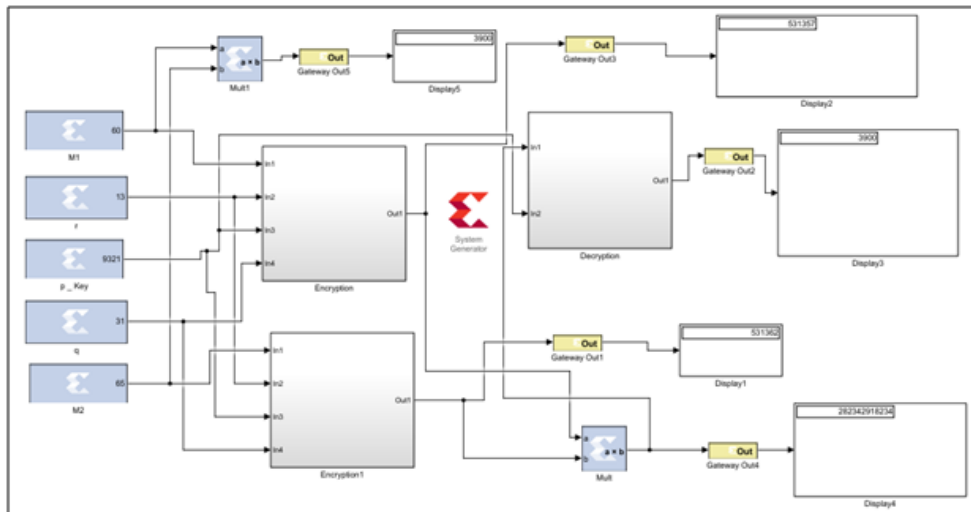 3900
Display5
a
b
a × b
Mult1
Out
Gateway Out5
Out
Gateway Out3
531357
Display2
60
M1
13
r
9321
p _ Key
31
q
65
M2
In1
In2
In3
In4
Out1
Encryption
System
Generator
In1
In2
Out1
Decryption
Out
Gateway Out2
3900
Display3
In1
In2
In3
In4
Out1
Encryption1
Out
Gateway Out1
531362
Display1
a
b
a × b
Mult
Out
Gateway Out4
282342918234
Display4